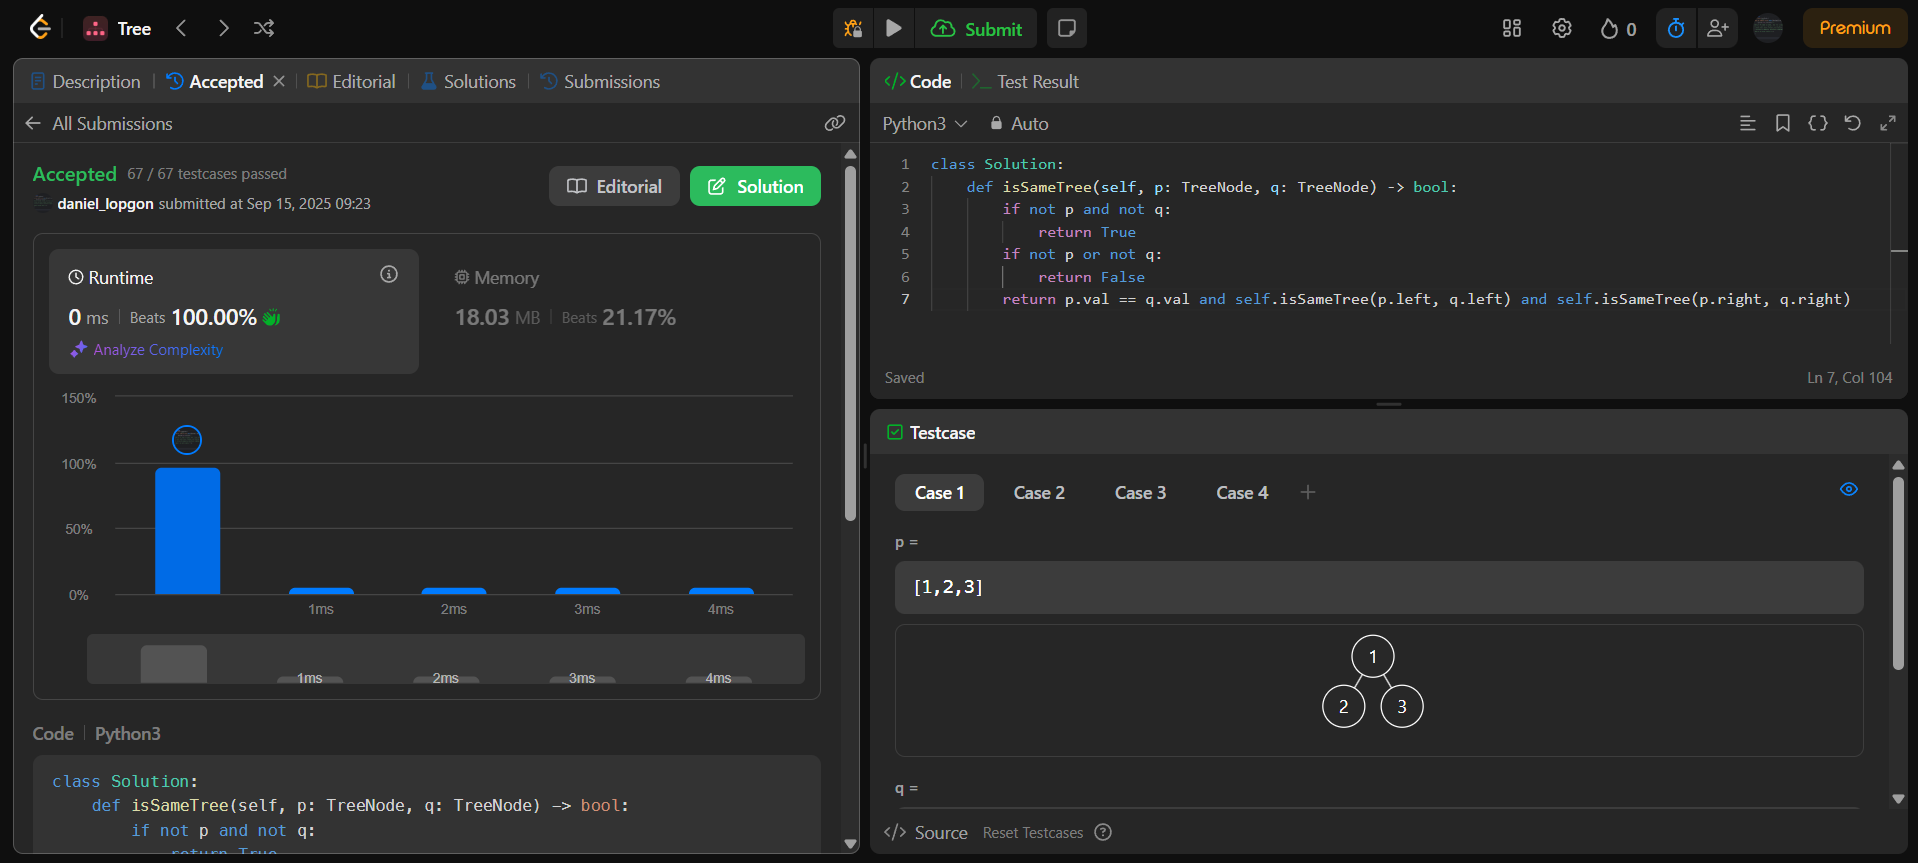 Tree
Submit
0
Premium
Description
Accepted
Editorial
Solutions
Submissions
All Submissions
Accepted 67 / 67 testcases passed
daniel_lopgon submitted at Sep 15, 2025 09:23
Editorial
Solution
Runtime
0 ms
Beats 100.00%
Analyze Complexity
Memory
18.03 MB
Beats 21.17%
150%
100%
50%
0%
1ms
2ms
3ms
4ms
1ms
2ms
3ms
4ms
Code
Python3
class Solution:
    def isSameTree(self, p: TreeNode, q: TreeNode) -> bool:
        if not p and not q:
            return True
Code
Test Result
Python3
Auto
1 class Solution:
2     def isSameTree(self, p: TreeNode, q: TreeNode) -> bool:
3         if not p and not q:
4             return True
5         if not p or not q:
6             return False
7         return p.val == q.val and self.isSameTree(p.left, q.left) and self.isSameTree(p.right, q.right)
Saved
Ln 7, Col 104
Testcase
Case 1
Case 2
Case 3
Case 4
p =
[1,2,3]
1
2
3
q =
</> Source
Reset Testcases
?